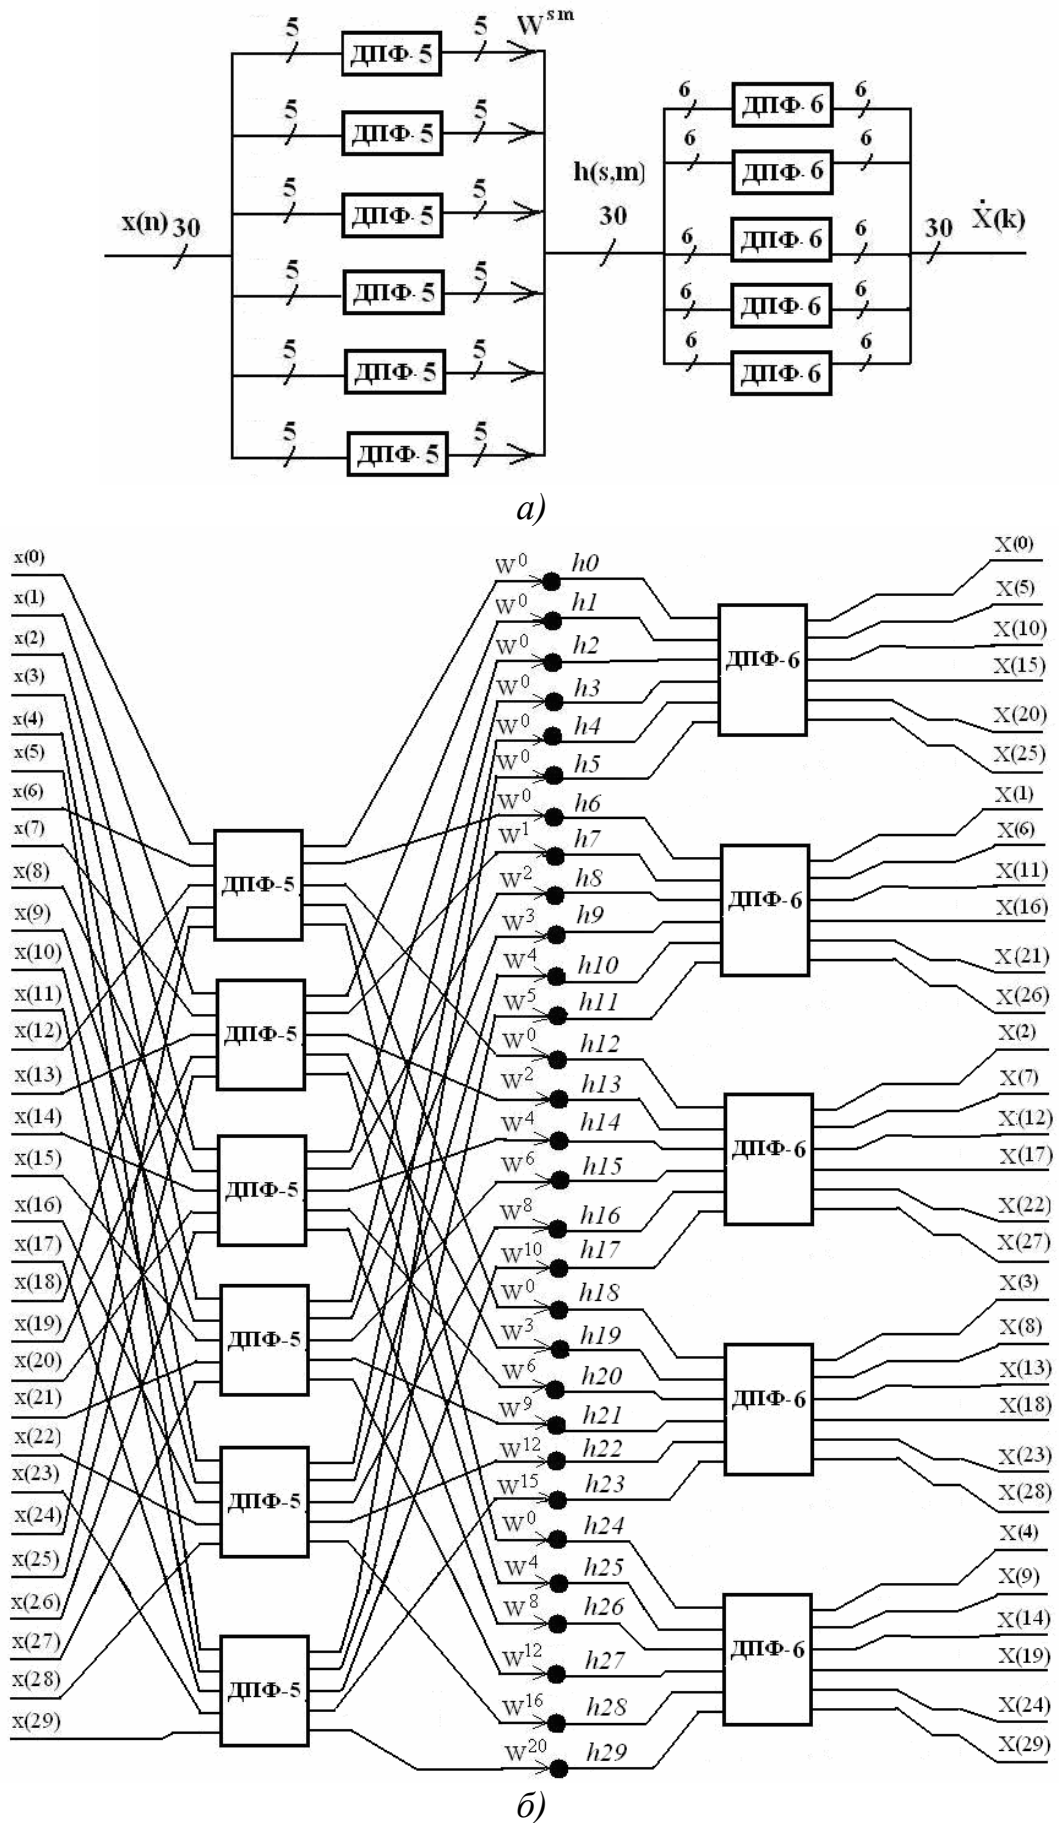 5 ДПФ-5 5 W^sm
5 ДПФ-5 5
5 ДПФ-5 5
5 ДПФ-5 5
5 ДПФ-5 5
5 ДПФ-5 5
x(n) 30
h(s,m)
30
6 ДПФ-6 6
6 ДПФ-6 6
6 ДПФ-6 6
6 ДПФ-6 6
6 ДПФ-6 6
30 Ẋ(k)
а)
x(0)
x(1)
x(2)
x(3)
x(4)
x(5)
x(6)
x(7)
x(8)
x(9)
x(10)
x(11)
x(12)
x(13)
x(14)
x(15)
x(16)
x(17)
x(18)
x(19)
x(20)
x(21)
x(22)
x(23)
x(24)
x(25)
x(26)
x(27)
x(28)
x(29)
ДПФ-5
ДПФ-5
ДПФ-5
ДПФ-5
ДПФ-5
ДПФ-5
W^0 h0
W^0 h1
W^0 h2
W^0 h3
W^0 h4
W^0 h5
W^0 h6
W^1 h7
W^2 h8
W^3 h9
W^4 h10
W^5 h11
W^0 h12
W^2 h13
W^4 h14
W^6 h15
W^8 h16
W^10 h17
W^0 h18
W^3 h19
W^6 h20
W^9 h21
W^12 h22
W^15 h23
W^0 h24
W^4 h25
W^8 h26
W^12 h27
W^16 h28
W^20 h29
ДПФ-6
ДПФ-6
ДПФ-6
ДПФ-6
ДПФ-6
X(0)
X(5)
X(10)
X(15)
X(20)
X(25)
X(1)
X(6)
X(11)
X(16)
X(21)
X(26)
X(2)
X(7)
X(12)
X(17)
X(22)
X(27)
X(3)
X(8)
X(13)
X(18)
X(23)
X(28)
X(4)
X(9)
X(14)
X(19)
X(24)
X(29)
б)